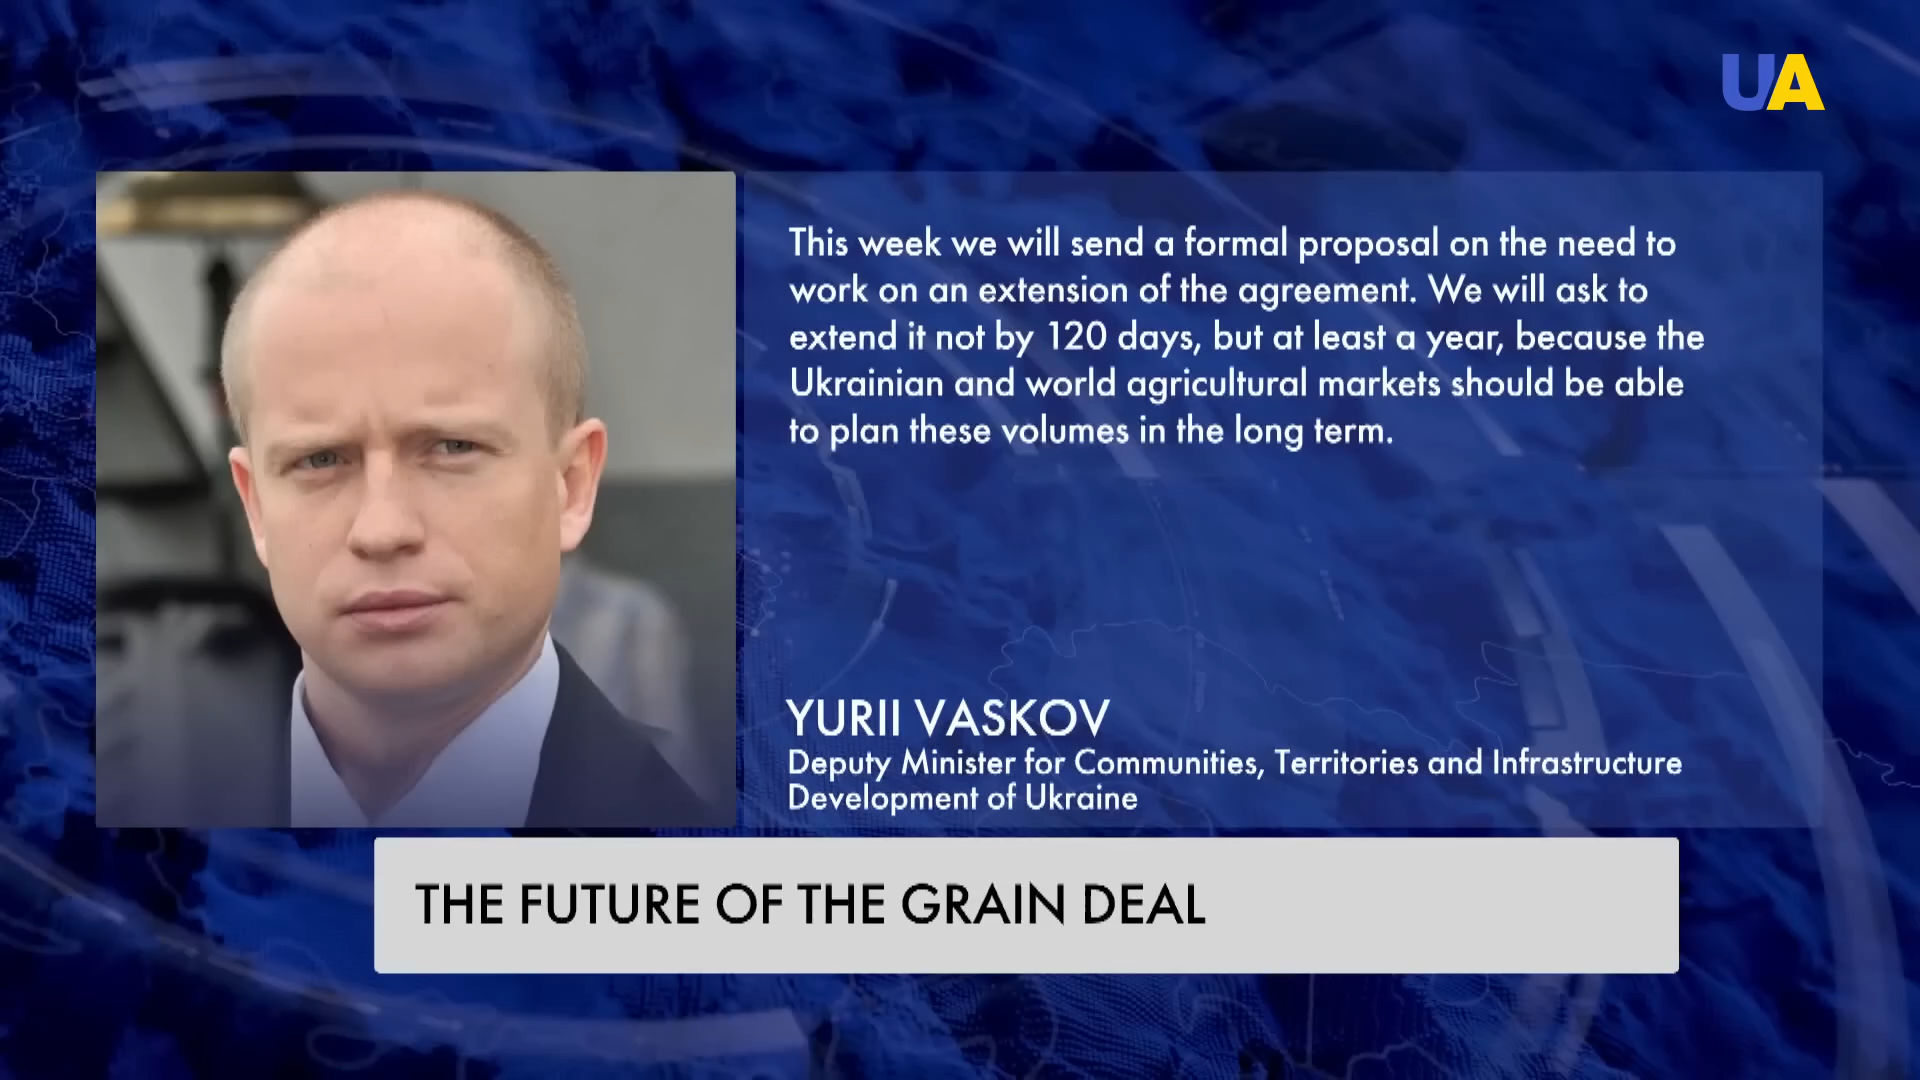 UA
This week we will send a formal proposal on the need to
work on an extension of the agreement. We will ask to
extend it not by 120 days, but at least a year, because the
Ukrainian and world agricultural markets should be able
to plan these volumes in the long term.
YURII VASKOV
Deputy Minister for Communities, Territories and Infrastructure
Development of Ukraine
THE FUTURE OF THE GRAIN DEAL